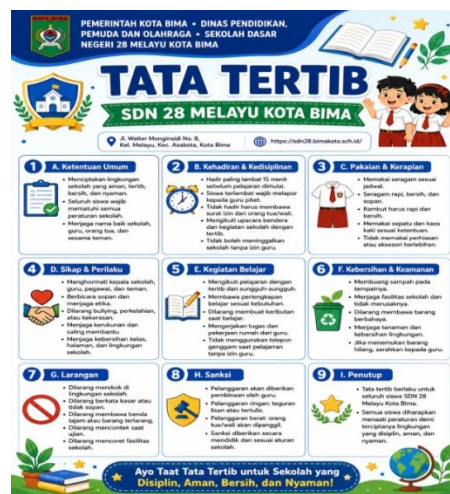 PEMERINTAH KOTA BIMA • DINAS PENDIDIKAN,
PEMUDA DAN OLAHRAGA • SEKOLAH DASAR
NEGERI 28 MELAYU KOTA BIMA
TATA TERTIB
SDN 28 MELAYU KOTA BIMA
Jl. Walter Monginsidi No. 8,
Kel. Melayu, Kec. Asakota, Kota Bima
https://sdn28.bimakota.sch.id/
1 A. Ketentuan Umum
Menciptakan lingkungan
sekolah yang aman, tertib,
bersih, dan nyaman.
Seluruh siswa wajib
mematuhi semua
peraturan sekolah.
Menjaga nama baik sekolah,
guru, orang tua, dan
sesama teman.
2 B. Kehadiran & Kedisiplinan
Hadir paling lambat 15 menit
sebelum pelajaran dimulai.
Siswa terlambat wajib melapor
kepada guru piket.
Tidak hadir harus membawa
surat izin dari orang tua/wali.
Mengikuti upacara bendera
dan kegiatan sekolah dengan
tertib.
Tidak boleh meninggalkan
sekolah tanpa izin guru.
3 C. Pakaian & Kerapian
Memakai seragam sesuai
jadwal.
Seragam rapi, bersih, dan
sopan.
Rambut harus rapi dan
bersih.
Memakai sepatu dan kaos
kaki sesuai ketentuan.
Tidak memakai perhiasan
atau aksesori berlebihan.
4 D. Sikap & Perilaku
Menghormati kepala sekolah,
guru, pegawai, dan teman.
Berbicara sopan dan
menjaga etika.
Dilarang bullying, perkelahian,
atau kekerasan.
Menjaga kerukunan dan
saling membantu.
Menjaga kebersihan kelas,
halaman, dan lingkungan
sekolah.
5 E. Kegiatan Belajar
Mengikuti pelajaran dengan
tertib dan sungguh-sungguh.
Membawa perlengkapan
belajar sesuai kebutuhan.
Dilarang membuat keributan
saat belajar.
Mengerjakan tugas dan
pekerjaan rumah dari guru.
Tidak menggunakan telepon
genggam saat pelajaran
tanpa izin guru.
6 F. Kebersihan & Keamanan
Membuang sampah pada
tempatnya.
Menjaga fasilitas sekolah dan
tidak merusaknya.
Dilarang membawa barang
berbahaya.
Menjaga tanaman dan
kebersihan lingkungan.
Jika menemukan barang
hilang, serahkan kepada guru.
7 G. Larangan
Dilarang merokok di
lingkungan sekolah.
Dilarang berkata kasar atau
tidak sopan.
Dilarang membawa benda
tajam atau barang terlarang.
Dilarang mencontek saat
ujian.
Dilarang mencoret fasilitas
sekolah.
8 H. Sanksi
Pelanggaran akan diberikan
pembinaan oleh guru.
Pelanggaran ringan: teguran
lisan atau tertulis.
Pelanggaran berat: orang
tua/wali akan dipanggil.
Sanksi diberikan secara
mendidik dan sesuai aturan
sekolah.
9 I. Penutup
Tata tertib berlaku untuk
seluruh siswa SDN 28
Melayu Kota Bima.
Semua siswa diharapkan
menaati peraturan demi
terciptanya lingkungan
yang disiplin, aman, dan
nyaman.
Ayo Taat Tata Tertib untuk Sekolah yang
Disiplin, Aman, Bersih, dan Nyaman!